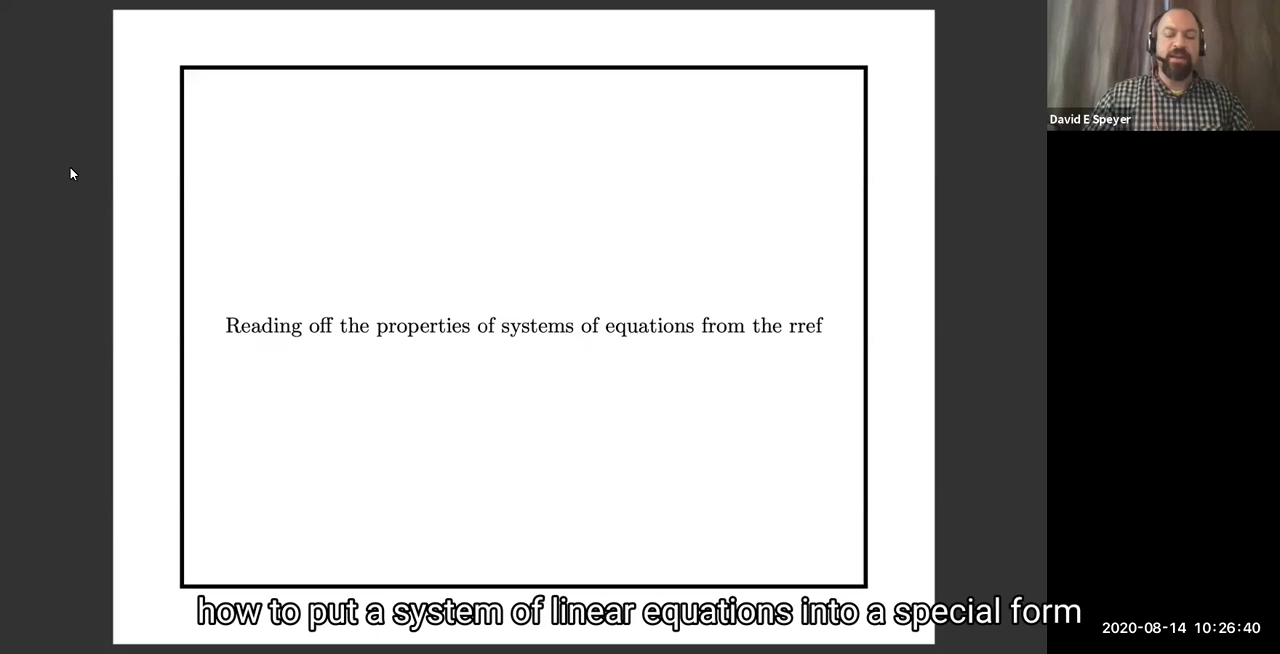 David E Speyer
Reading off the properties of systems of equations from the rref
how to put a system of linear equations into a special form
2020-08-14 10:26:40